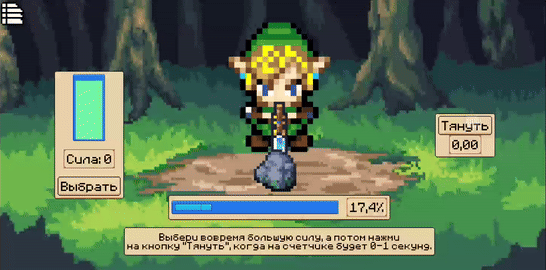 Тянуть
0,00
Сила:0
Выбрать
17,4%
Выбери вовремя большую силу, а потом нажми
на кнопку "Тянуть", когда на счетчике будет 0-1 секунд.